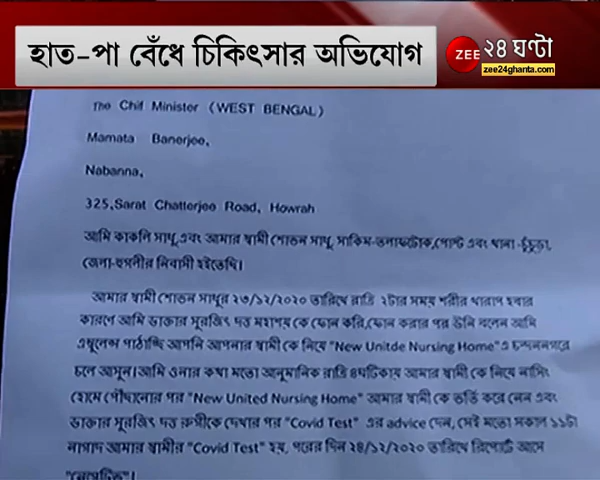 হাত-পা বেঁধে চিকিৎসার অভিযোগ
ZEE ২৪ ঘণ্টা
zee24ghanta.com
The Chif Minister (WEST BENGAL)
Mamata Banerjee,
Nabanna,
325,Sarat Chatterjee Road, Howrah
আমি কাকলি সাধু,এবং আমার স্বামী শোভন সাধু, সাকিম-তলাফটোক,পোস্ট এবং থানা -চুঁচুড়া,
জেলা-হুগলীর নিবাসী হইতেছি।
আমার স্বামী শোভন সাধুর ২৩/১২/২০২০ তারিখে রাত্রি ২টার সময় শরীর খারাপ হবার
কারণে আমি ডাক্তার সুরজিৎ দত্ত মহাশয় কে ফোন করি,ফোন করার পর উনি বলেন আমি
এম্বুলেন্স পাঠাচ্ছি আপনি আপনার স্বামী কে নিয়ে "New Unitde Nursing Home"এ চন্দননগরে
চলে আসুন।আমি ওনার কথা মতো আনুমানিক রাত্রি ৪ঘটিকায় আমার স্বামী কে নিয়ে নার্সিং
হোমে পৌছানোর পর "New United Nursing Home" আমার স্বামী কে ভর্তি করে নেন এবং
ডাক্তার সুরজিৎ দত্ত রুগীকে দেখার পর "Covid Test" এর advice দেন, সেই মতো সকাল ১১টা
নাগাদ আমার স্বামীর "Covid Test" হয়, পরের দিন ২৪/১২/২০২০ তারিখে রিপোর্ট আসে
"নেগেটিভ"।